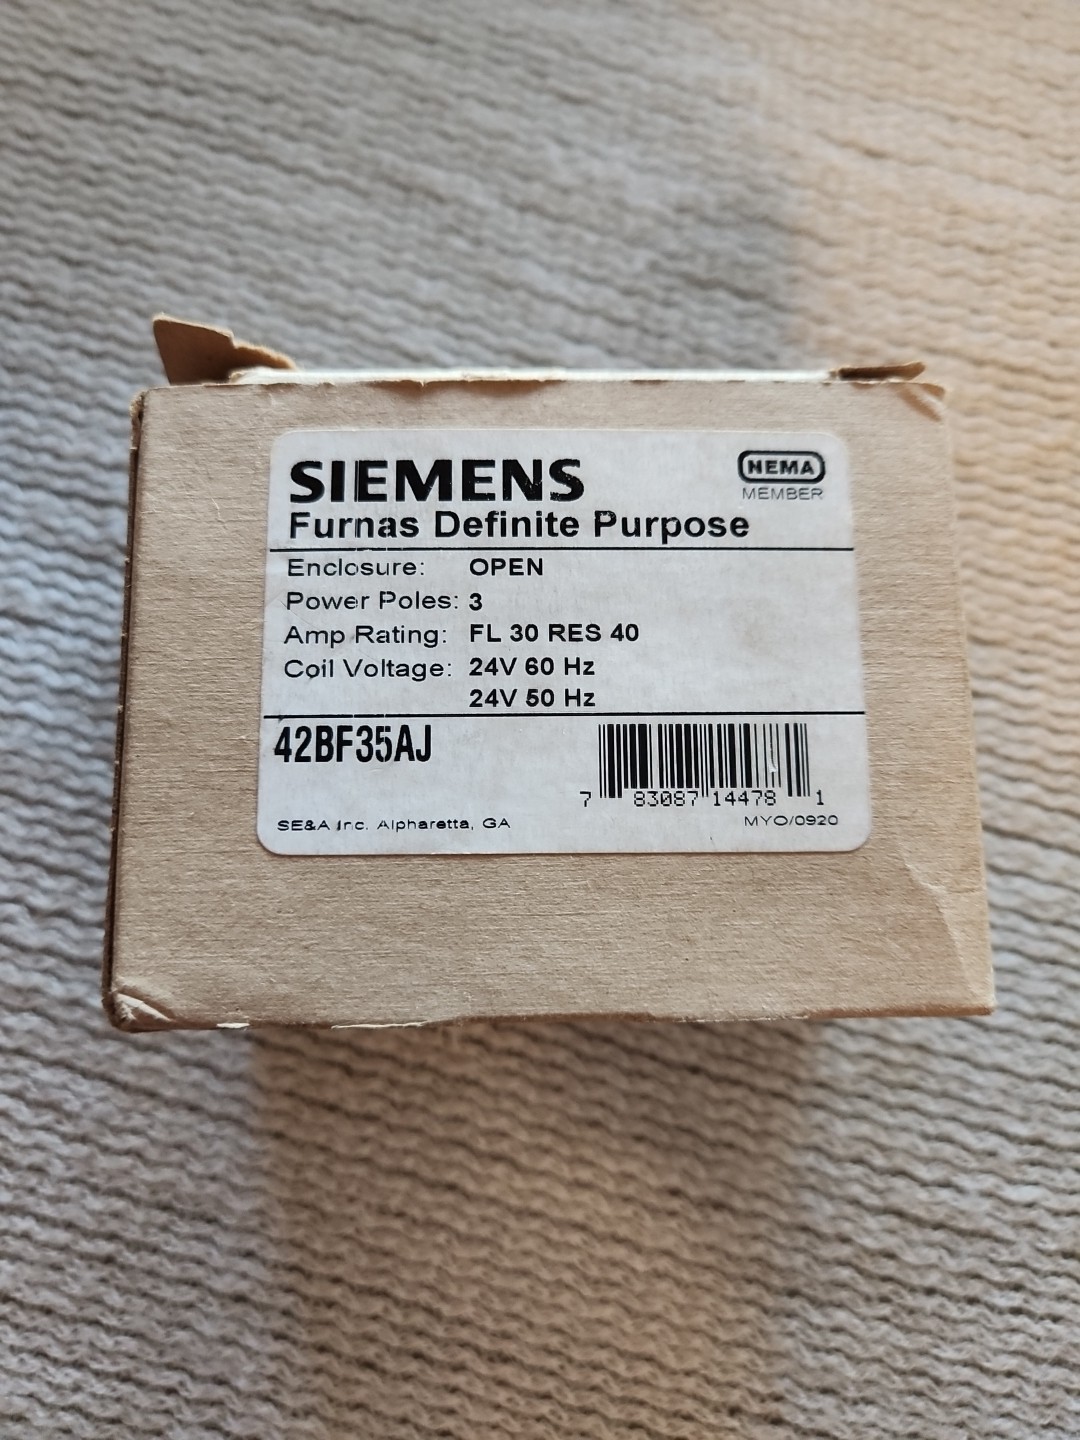 SIEMENS
NEMA
MEMBER
Furnas Definite Purpose
Enclosure: OPEN
Power Poles: 3
Amp Rating: FL 30 RES 40
Coil Voltage: 24V 60 Hz
24V 50 Hz
42BF35AJ
7 83087 14478 1
SE&A Inc. Alpharetta, GA
MYO/0920